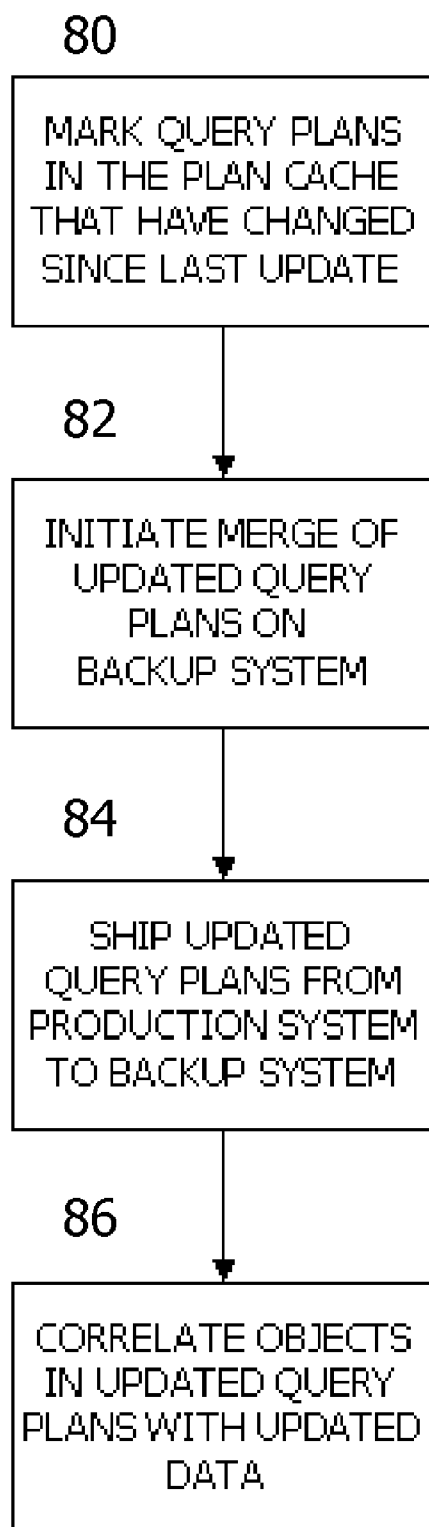 80
MARK QUERY PLANS
IN THE PLAN CACHE
THAT HAVE CHANGED
SINCE LAST UPDATE
82
INITIATE MERGE OF
UPDATED QUERY
PLANS ON
BACKUP SYSTEM
84
SHIP UPDATED
QUERY PLANS FROM
PRODUCTION SYSTEM
TO BACKUP SYSTEM
86
CORRELATE OBJECTS
IN UPDATED QUERY
PLANS WITH UPDATED
DATA